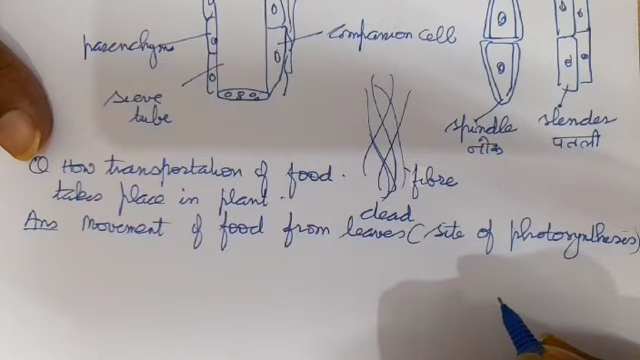 parenchyma
companion cell
sieve
tube
spindle
नोंक
slender
पतली
fibre
dead
Q How transportation of food.
takes place in plant.
Ans Movement of food from leaves (site of photosynthesis)